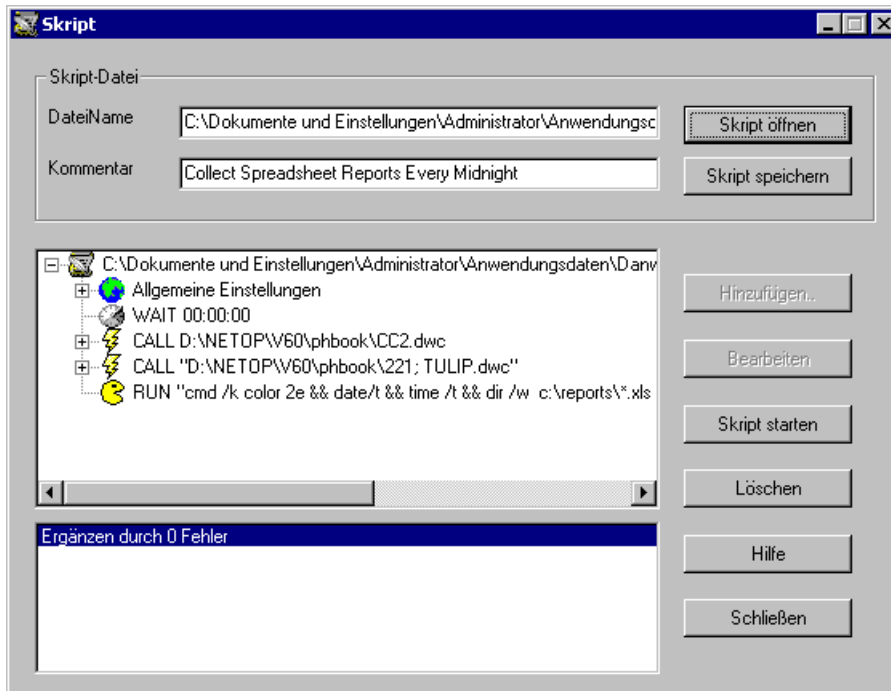 Skript
Skript-Datei
DateiName
C:\Dokumente und Einstellungen\Administrator\Anwendungsc
Skript öffnen
Kommentar
Collect Spreadsheet Reports Every Midnight
Skript speichern
C:\Dokumente und Einstellungen\Administrator\Anwendungsdaten\Danw
Allgemeine Einstellungen
WAIT 00:00:00
CALL D:\NETOP\V60\phbook\CC2.dwc
CALL "D:\NETOP\V60\phbook\221; TULIP.dwc"
RUN "cmd /k color 2e && date/t && time /t && dir /w  c:\reports\*.xls
Hinzufügen..
Bearbeiten
Skript starten
Löschen
Hilfe
Schließen
Ergänzen durch 0 Fehler